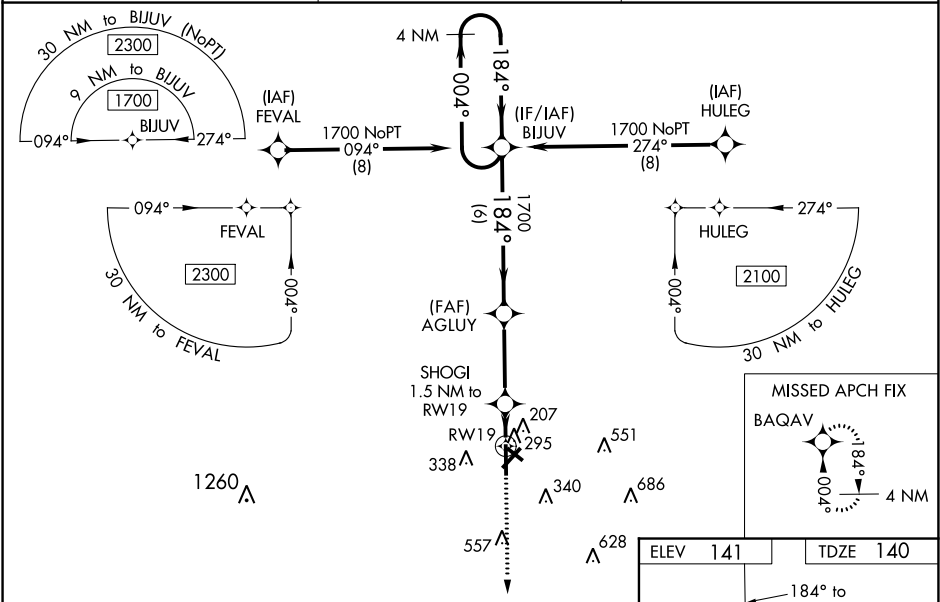 30 NM to BIJUV (NoPT)
2300
9 NM to BIJUV
1700
BIJUV
094°
274°
(IAF)
FEVAL
1700 NoPT
094°
(8)
4 NM
004°
184°
(IF/IAF)
BIJUV
1700 NoPT
274°
(8)
(IAF)
HULEG
1700
184°
(6)
094°
FEVAL
2300
004°
30 NM to FEVAL
274°
HULEG
2100
004°
30 NM to HULEG
(FAF)
AGLUY
SHOGI
1.5 NM to
RW19
RW19
207
295
338
551
340
686
1260
557
628
MISSED APCH FIX
BAQAV
184°
004°
4 NM
ELEV 141
TDZE 140
184° to